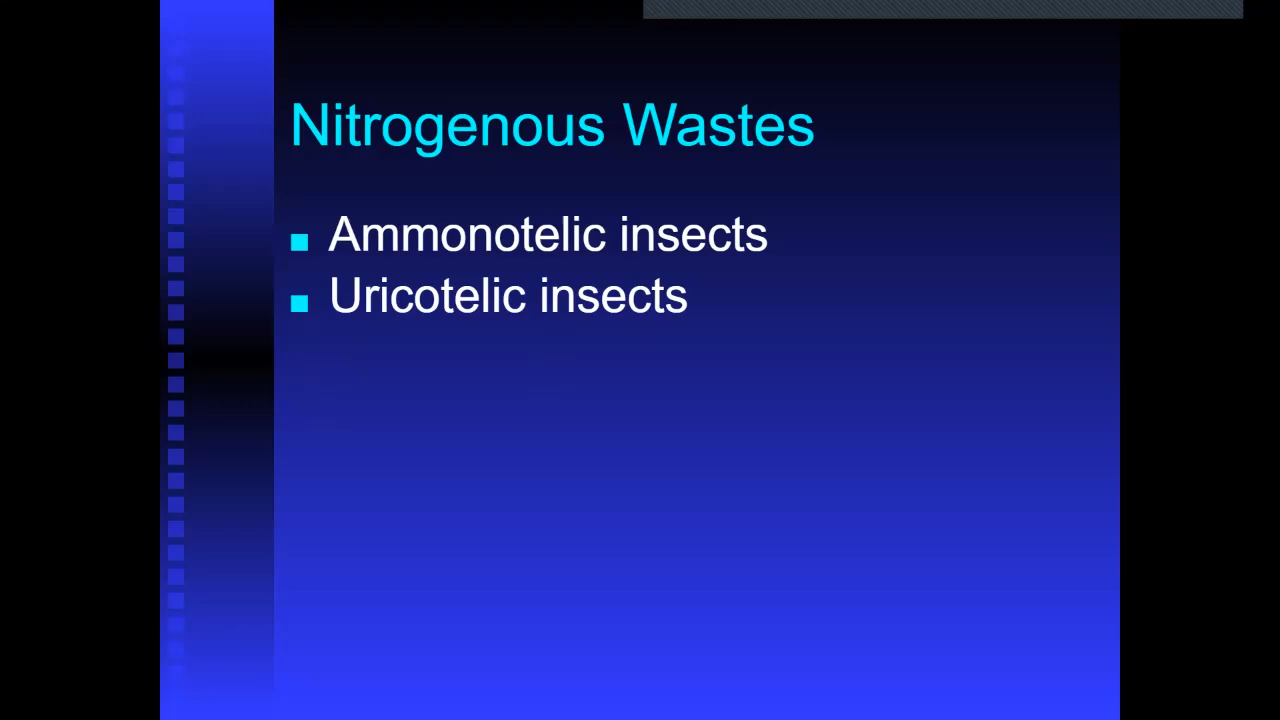 Nitrogenous Wastes
Ammonotelic insects
Uricotelic insects